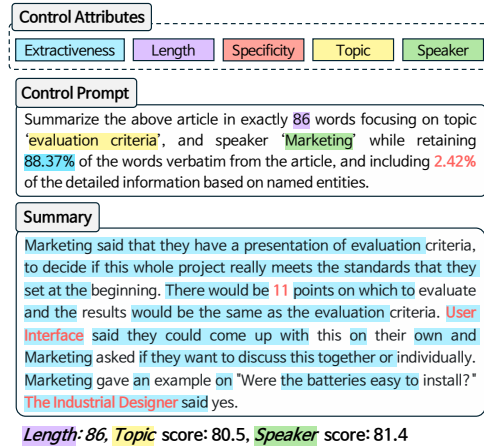 Control Attributes
Extractiveness Length Specificity Topic Speaker
Control Prompt
Summarize the above article in exactly 86 words focusing on topic
‘evaluation criteria’, and speaker ‘Marketing’ while retaining
88.37% of the words verbatim from the article, and including 2.42%
of the detailed information based on named entities.
Summary
Marketing said that they have a presentation of evaluation criteria,
to decide if this whole project really meets the standards that they
set at the beginning. There would be 11 points on which to evaluate
and the results would be the same as the evaluation criteria. User
Interface said they could come up with this on their own and
Marketing asked if they want to discuss this together or individually.
Marketing gave an example on "Were the batteries easy to install?"
The Industrial Designer said yes.
Length: 86, Topic score: 80.5, Speaker score: 81.4